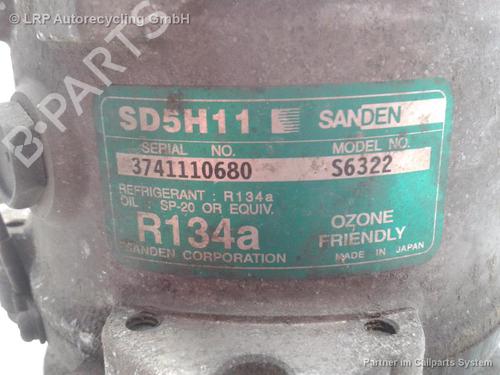 © LRP Autorecycling GmbH
SD5H11 SANDEN
SERIAL NO. MODEL NO.
3741110680 S6322
REFRIGERANT : R134a
OIL : SP-20 OR EQUIV.
R134a OZONE FRIENDLY
SANDEN CORPORATION MADE IN JAPAN
Partner im Callparts System